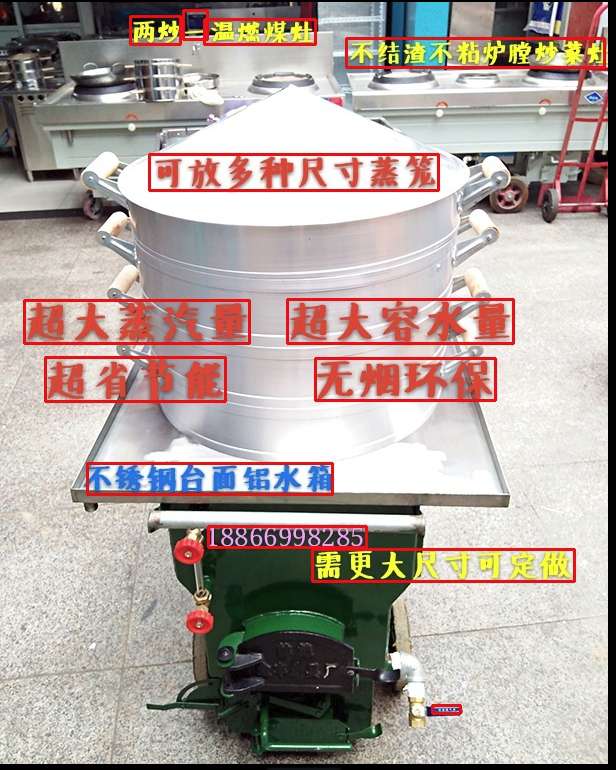 两炒一温燃煤灶
不结渣不粘炉膛炒菜灶
可放多种尺寸蒸笼
超大蒸汽量
超大容水量
超省节能
无烟环保
不锈钢台面铝水箱
18866998285
需更大尺寸可定做